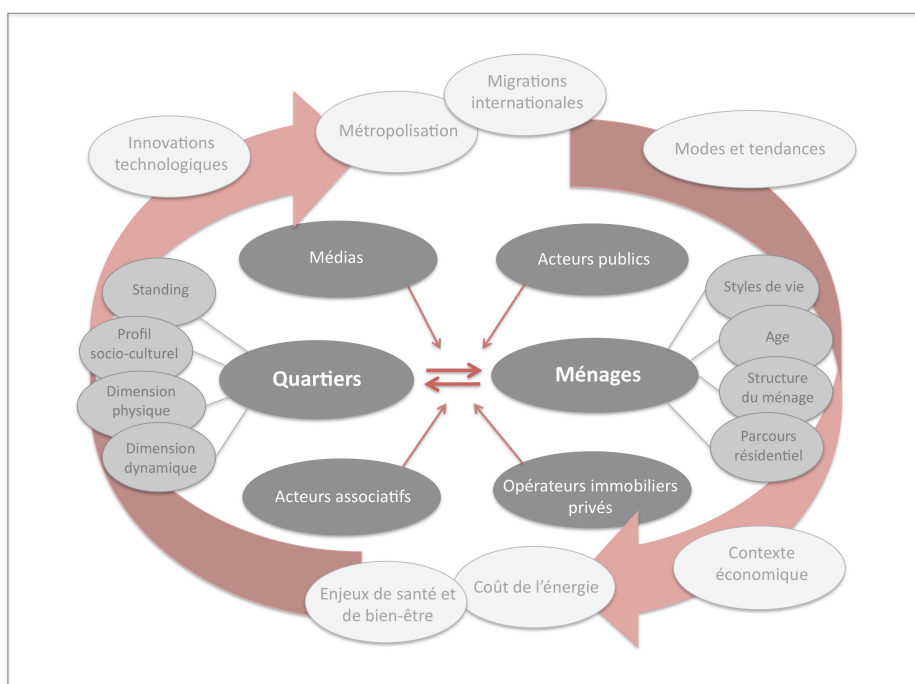 Migrations
internationales
Métropolisation
Innovations
technologiques
Modes et tendances
Médias
Acteurs publics
Standing
Styles de vie
Profil
socio-culturel
Age
Quartiers
Ménages
Dimension
physique
Structure
du ménage
Dimension
dynamique
Parcours
résidentiel
Acteurs associatifs
Opérateurs immobiliers
privés
Contexte
économique
Coût de l'énergie
Enjeux de santé et
de bien-être